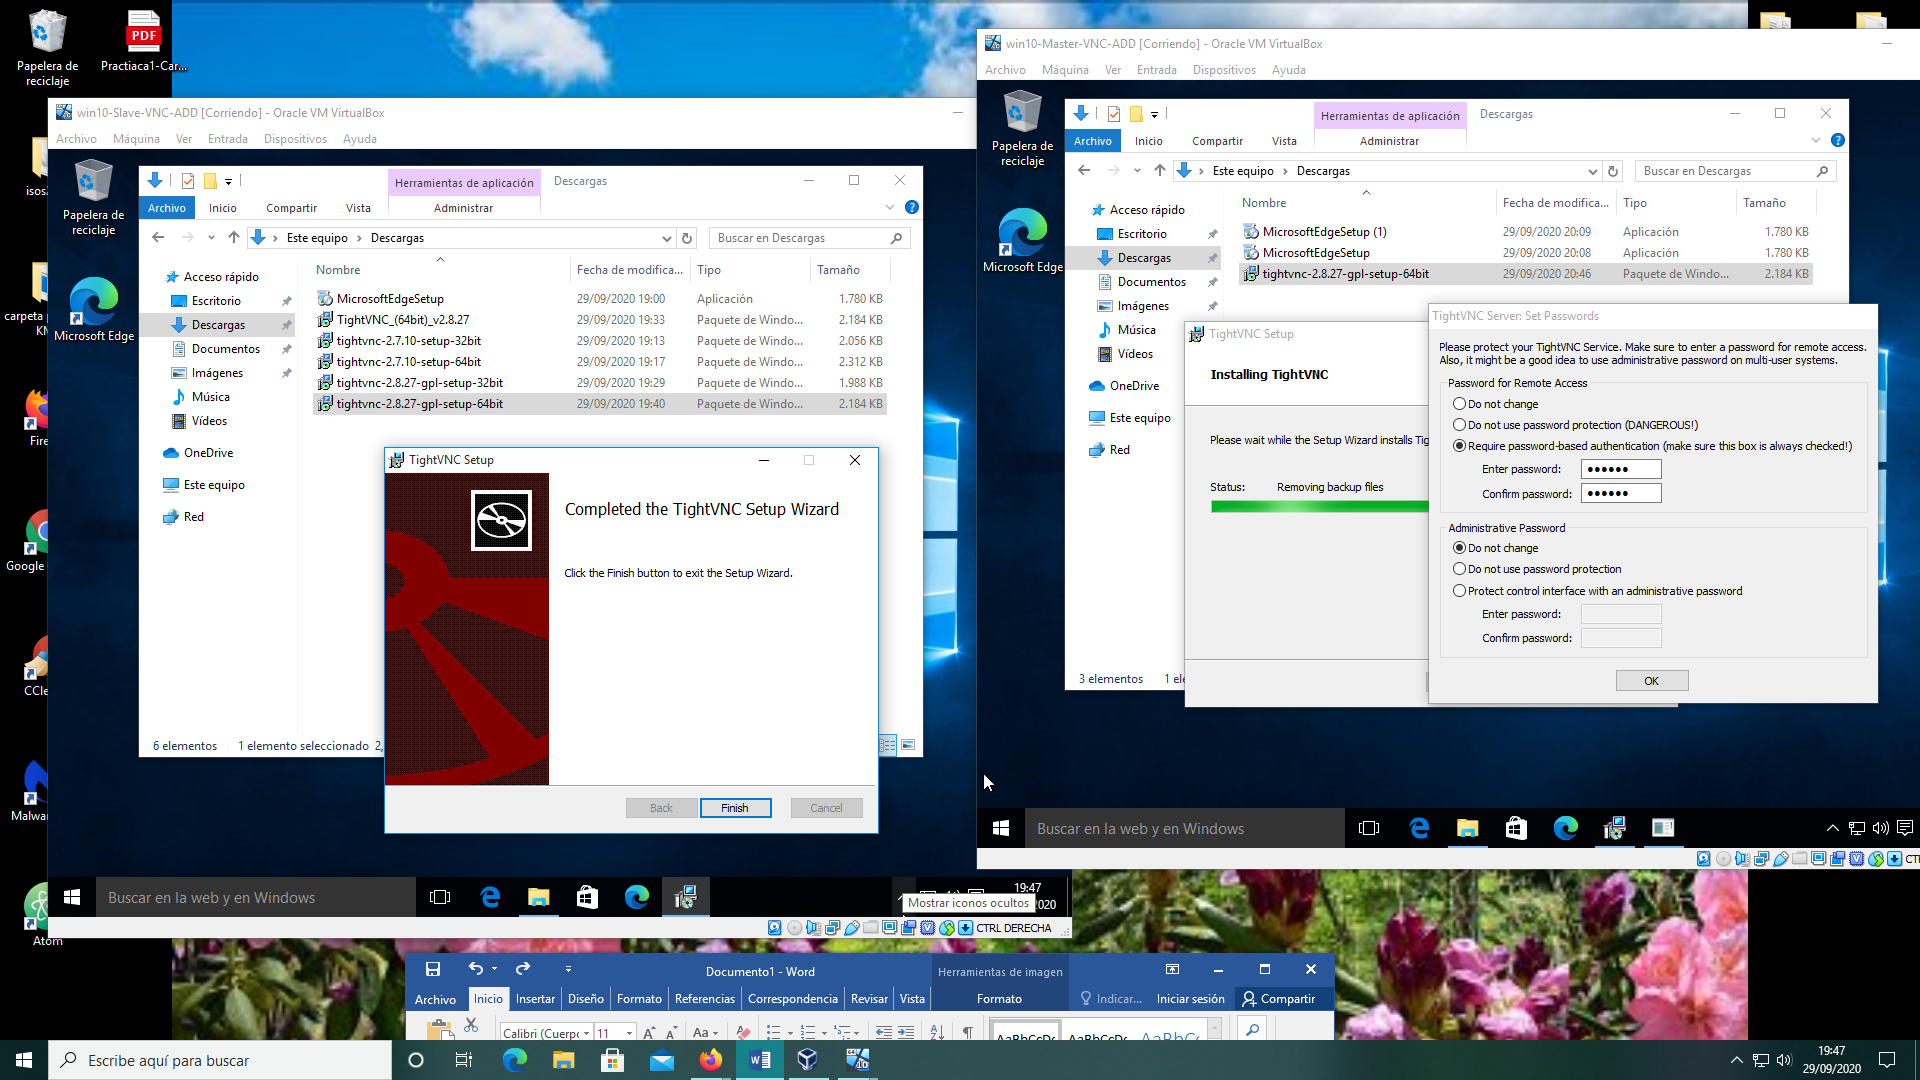 Papelera de
reciclaje
Practiaca1-Car...
isos
carpeta p
KM
Fire
Google
CCle
Malwar
Atom
win10-Slave-VNC-ADD [Corriendo] - Oracle VM VirtualBox
Archivo Máquina Ver Entrada Dispositivos Ayuda
Papelera de
reciclaje
Microsoft Edge
Herramientas de aplicación Descargas
Archivo Inicio Compartir Vista Administrar
Este equipo › Descargas
Buscar en Descargas
Acceso rápido
Escritorio
Descargas
Documentos
Imágenes
Música
Vídeos
OneDrive
Este equipo
Red
Nombre Fecha de modifica... Tipo Tamaño
MicrosoftEdgeSetup 29/09/2020 19:00 Aplicación 1.780 KB
TightVNC_(64bit)_v2.8.27 29/09/2020 19:33 Paquete de Windo... 2.184 KB
tightvnc-2.7.10-setup-32bit 29/09/2020 19:13 Paquete de Windo... 2.056 KB
tightvnc-2.7.10-setup-64bit 29/09/2020 19:17 Paquete de Windo... 2.312 KB
tightvnc-2.8.27-gpl-setup-32bit 29/09/2020 19:29 Paquete de Windo... 1.988 KB
tightvnc-2.8.27-gpl-setup-64bit 29/09/2020 19:40 Paquete de Windo... 2.184 KB
6 elementos 1 elemento seleccionado 2,
TightVNC Setup
Completed the TightVNC Setup Wizard
Click the Finish button to exit the Setup Wizard.
Back Finish Cancel
Buscar en la web y en Windows
19:47
2020
Mostrar iconos ocultos
CTRL DERECHA
win10-Master-VNC-ADD [Corriendo] - Oracle VM VirtualBox
Archivo Máquina Ver Entrada Dispositivos Ayuda
Papelera de
reciclaje
Microsoft Edge
Herramientas de aplicación Descargas
Archivo Inicio Compartir Vista Administrar
Este equipo › Descargas
Buscar en Descargas
Acceso rápido
Escritorio
Descargas
Documentos
Imágenes
Música
Vídeos
OneDrive
Este equipo
Red
Nombre Fecha de modifica... Tipo Tamaño
MicrosoftEdgeSetup (1) 29/09/2020 20:09 Aplicación 1.780 KB
MicrosoftEdgeSetup 29/09/2020 20:08 Aplicación 1.780 KB
tightvnc-2.8.27-gpl-setup-64bit 29/09/2020 20:46 Paquete de Windo... 2.184 KB
3 elementos 1 ele
TightVNC Setup
Installing TightVNC
Please wait while the Setup Wizard installs Tig
Status: Removing backup files
TightVNC Server: Set Passwords
Please protect your TightVNC Service. Make sure to enter a password for remote access.
Also, it might be a good idea to use administrative password on multi-user systems.
Password for Remote Access
Do not change
Do not use password protection (DANGEROUS!)
Require password-based authentication (make sure this box is always checked!)
Enter password: ●●●●●●
Confirm password: ●●●●●●
Administrative Password
Do not change
Do not use password protection
Protect control interface with an administrative password
Enter password:
Confirm password:
OK
Buscar en la web y en Windows
CT
Documento1 - Word Herramientas de imagen
Archivo Inicio Insertar Diseño Formato Referencias Correspondencia Revisar Vista Formato Indicar... Iniciar sesión Compartir
Calibri (Cuerpo 11 Aa
AaBbCcDc AaBbCcDc AaBbCc
Escribe aquí para buscar
19:47
29/09/2020